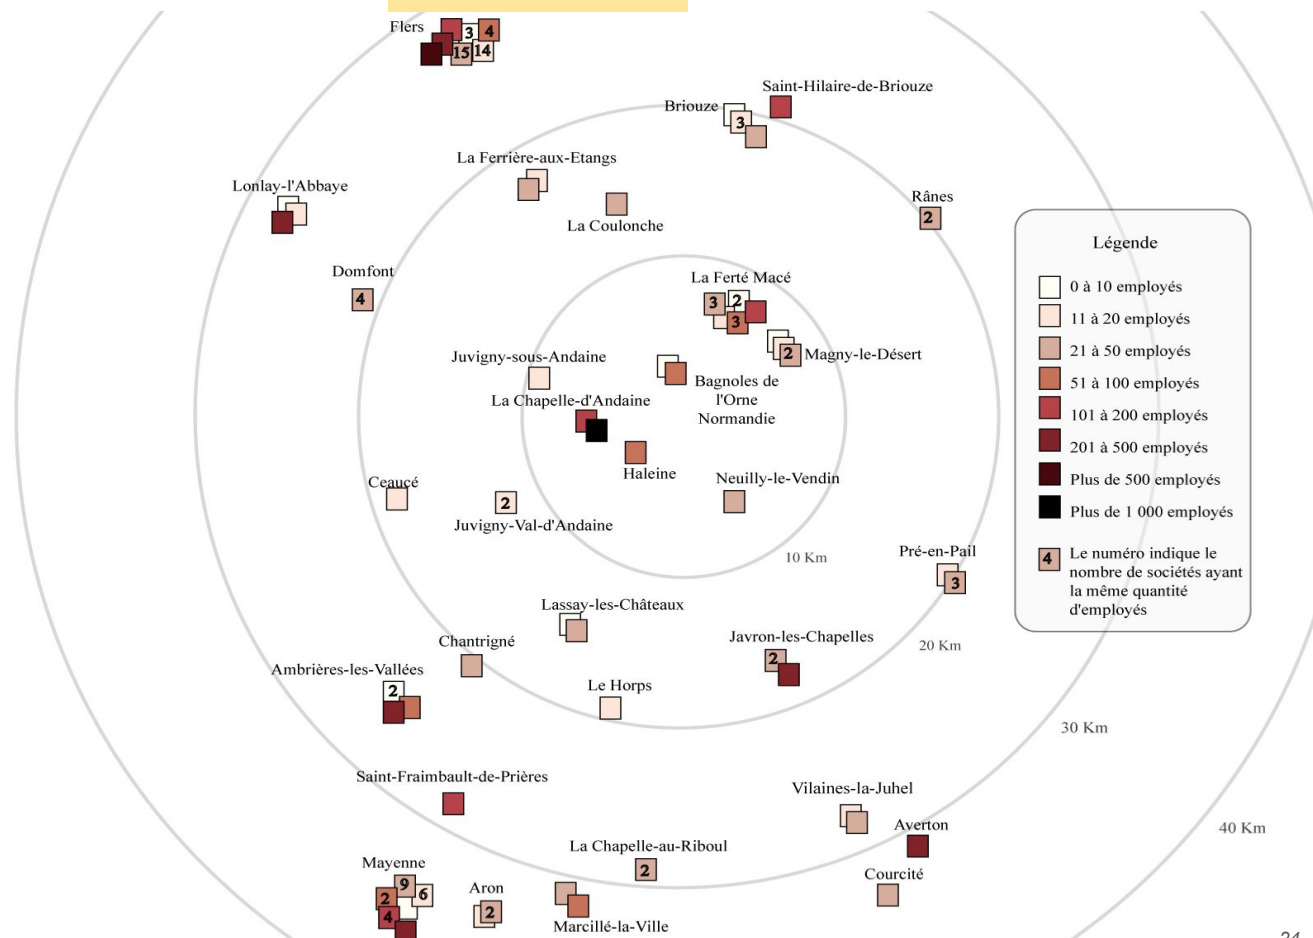 Flers
3
4
15
14
Saint-Hilaire-de-Briouze
Briouze
3
La Ferrière-aux-Etangs
Lonlay-l'Abbaye
La Coulonche
Rânes
2
Domfont
4
La Ferté Macé
3
2
3
Juvigny-sous-Andaine
2
Magny-le-Désert
La Chapelle-d'Andaine
Bagnoles de
l'Orne
Normandie
Haleine
Ceaucé
2
Juvigny-Val-d'Andaine
Neuilly-le-Vendin
10 Km
Pré-en-Pail
3
Lassay-les-Châteaux
Chantrigné
Javron-les-Chapelles
2
20 Km
Ambrières-les-Vallées
2
Le Horps
30 Km
Saint-Fraimbault-de-Prières
Vilaines-la-Juhel
Averton
40 Km
La Chapelle-au-Riboul
2
Mayenne
9
2
6
4
Aron
2
Marcillé-la-Ville
Courcité
Légende
0 à 10 employés
11 à 20 employés
21 à 50 employés
51 à 100 employés
101 à 200 employés
201 à 500 employés
Plus de 500 employés
Plus de 1 000 employés
4
Le numéro indique le
nombre de sociétés ayant
la même quantité
d'employés